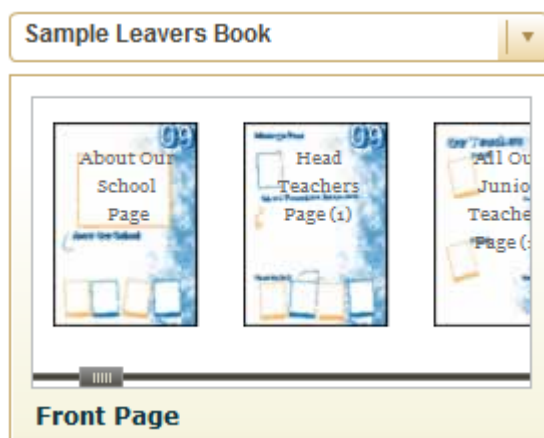 Sample Leavers Book
09
About Our
School
Page
09
Head
Teachers
Page (1)
All Ou
Junio
Teache
Page (
Front Page